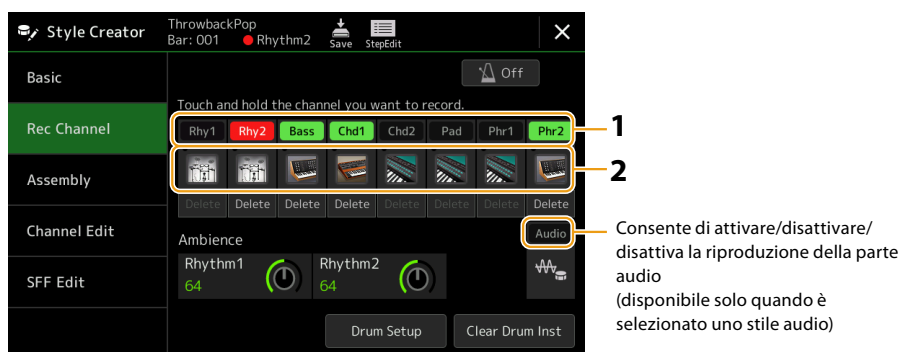 Style Creator
ThrowbackPop
Bar: 001 Rhythm2
Save StepEdit
Basic
Off
Touch and hold the channel you want to record.
Rec Channel
Rhy1 Rhy2 Bass Chd1 Chd2 Pad Phr1 Phr2
1
2
Assembly
Delete Delete Delete Delete Delete Delete Delete Delete
Channel Edit
Ambience
Audio
Consente di attivare/disattivare/
disattiva la riproduzione della parte
audio
(disponibile solo quando è
selezionato uno stile audio)
SFF Edit
Rhythm1
64
Rhythm2
64
Drum Setup
Clear Drum Inst